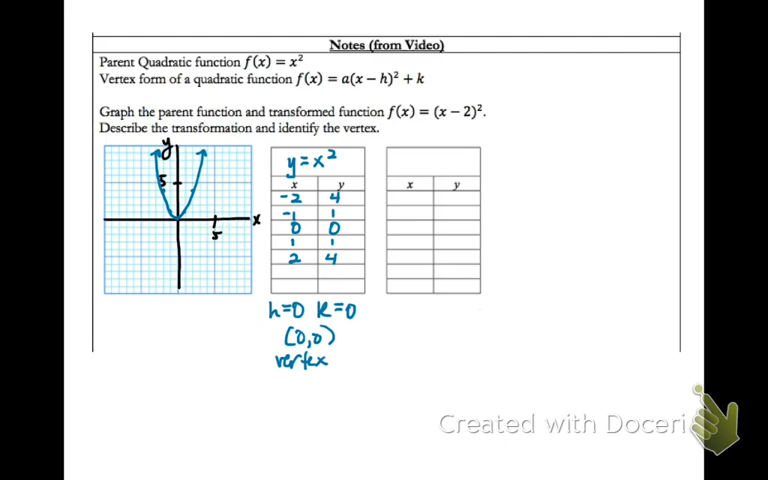 Notes (from Video)
Parent Quadratic function f(x) = x²
Vertex form of a quadratic function f(x) = a(x − h)² + k
Graph the parent function and transformed function f(x) = (x − 2)².
Describe the transformation and identify the vertex.
y
5
x
5
y = x²
x y
-2 4
-1 1
0 0
1 1
2 4
h=0 k=0
(0,0)
vertex
x y
Created with Doceri